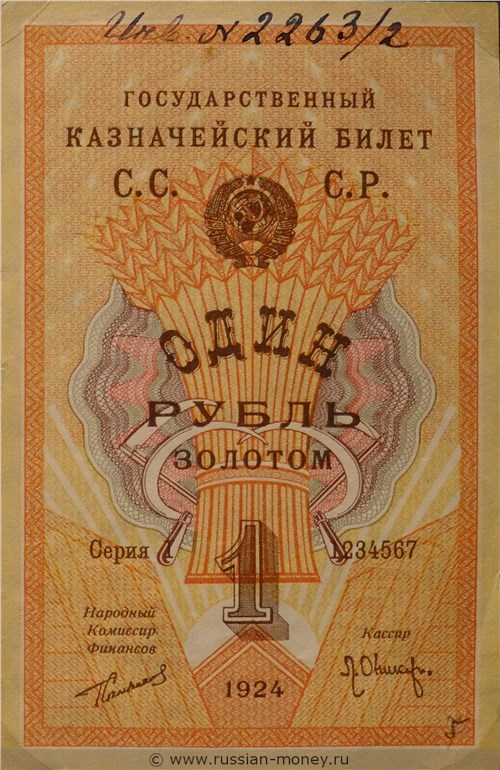 Инв. N 2263/2
ГОСУДАРСТВЕННЫЙ
КАЗНАЧЕЙСКИЙ БИЛЕТ
С.С. С.Р.
ОДИН
РУБЛЬ
ЗОЛОТОМ
Серия 1234567
1
Народный
Комиссар
Финансов
Кассир
1924
© www.russian-money.ru